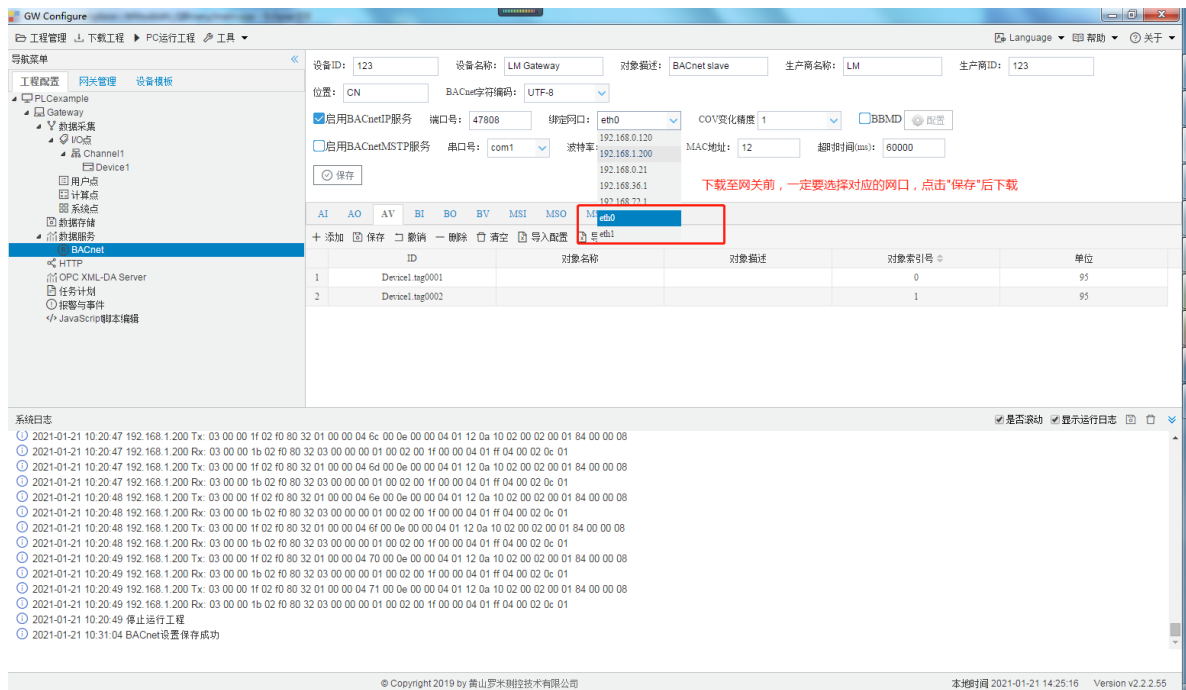 GW Configure
工程管理 下载工程 PC运行工程 工具 Language 帮助 关于
导航菜单
工程配置 网关管理 设备模板
PLCexample
Gateway
数据采集
I/O点
Channel1
Device1
用户点
计算点
系统点
数据存储
数据服务
BACnet
HTTP
OPC XML-DA Server
任务计划
报警与事件
JavaScrip脚本编辑
设备ID: 123 设备名称: LM Gateway 对象描述: BACnet slave 生产商名称: LM 生产商ID: 123
位置: CN BACnet字符编码: UTF-8
启用BACnetIP服务 端口号: 47808 绑定网口: eth0 COV变化精度 1 BBMD 配置
启用BACnetMSTP服务 串口号: com1 波特率: MAC地址: 12 超时时间(ms): 60000
192.168.0.120
192.168.1.200
192.168.0.21
192.168.36.1
192.168.72.1
eth0
eth1
保存
下载至网关前，一定要选择对应的网口，点击"保存"后下载
AI AO AV BI BO BV MSI MSO
添加 保存 撤销 删除 清空 导入配置
ID 对象名称 对象描述 对象索引号 单位
1 Device1.tag0001 0 95
2 Device1.tag0002 1 95
系统日志 是否滚动 显示运行日志
2021-01-21 10:20:47 192.168.1.200 Tx: 03 00 00 1f 02 f0 80 32 01 00 00 04 6c 00 0e 00 00 04 01 12 0a 10 02 00 02 00 01 84 00 00 08
2021-01-21 10:20:47 192.168.1.200 Rx: 03 00 00 1b 02 f0 80 32 03 00 00 00 01 00 02 00 1f 00 00 04 01 ff 04 00 02 0c 01
2021-01-21 10:20:47 192.168.1.200 Tx: 03 00 00 1f 02 f0 80 32 01 00 00 04 6d 00 0e 00 00 04 01 12 0a 10 02 00 02 00 01 84 00 00 08
2021-01-21 10:20:47 192.168.1.200 Rx: 03 00 00 1b 02 f0 80 32 03 00 00 00 01 00 02 00 1f 00 00 04 01 ff 04 00 02 0c 01
2021-01-21 10:20:48 192.168.1.200 Tx: 03 00 00 1f 02 f0 80 32 01 00 00 04 6e 00 0e 00 00 04 01 12 0a 10 02 00 02 00 01 84 00 00 08
2021-01-21 10:20:48 192.168.1.200 Rx: 03 00 00 1b 02 f0 80 32 03 00 00 00 01 00 02 00 1f 00 00 04 01 ff 04 00 02 0c 01
2021-01-21 10:20:48 192.168.1.200 Tx: 03 00 00 1f 02 f0 80 32 01 00 00 04 6f 00 0e 00 00 04 01 12 0a 10 02 00 02 00 01 84 00 00 08
2021-01-21 10:20:48 192.168.1.200 Rx: 03 00 00 1b 02 f0 80 32 03 00 00 00 01 00 02 00 1f 00 00 04 01 ff 04 00 02 0c 01
2021-01-21 10:20:49 192.168.1.200 Tx: 03 00 00 1f 02 f0 80 32 01 00 00 04 70 00 0e 00 00 04 01 12 0a 10 02 00 02 00 01 84 00 00 08
2021-01-21 10:20:49 192.168.1.200 Rx: 03 00 00 1b 02 f0 80 32 03 00 00 00 01 00 02 00 1f 00 00 04 01 ff 04 00 02 0c 01
2021-01-21 10:20:49 192.168.1.200 Tx: 03 00 00 1f 02 f0 80 32 01 00 00 04 71 00 0e 00 00 04 01 12 0a 10 02 00 02 00 01 84 00 00 08
2021-01-21 10:20:49 192.168.1.200 Rx: 03 00 00 1b 02 f0 80 32 03 00 00 00 01 00 02 00 1f 00 00 04 01 ff 04 00 02 0c 01
2021-01-21 10:20:49 停止运行工程
2021-01-21 10:31:04 BACnet设置保存成功
© Copyright 2019 by 黄山罗米测控技术有限公司 本地时间 2021-01-21 14:25:16 Version v2.2.2.55